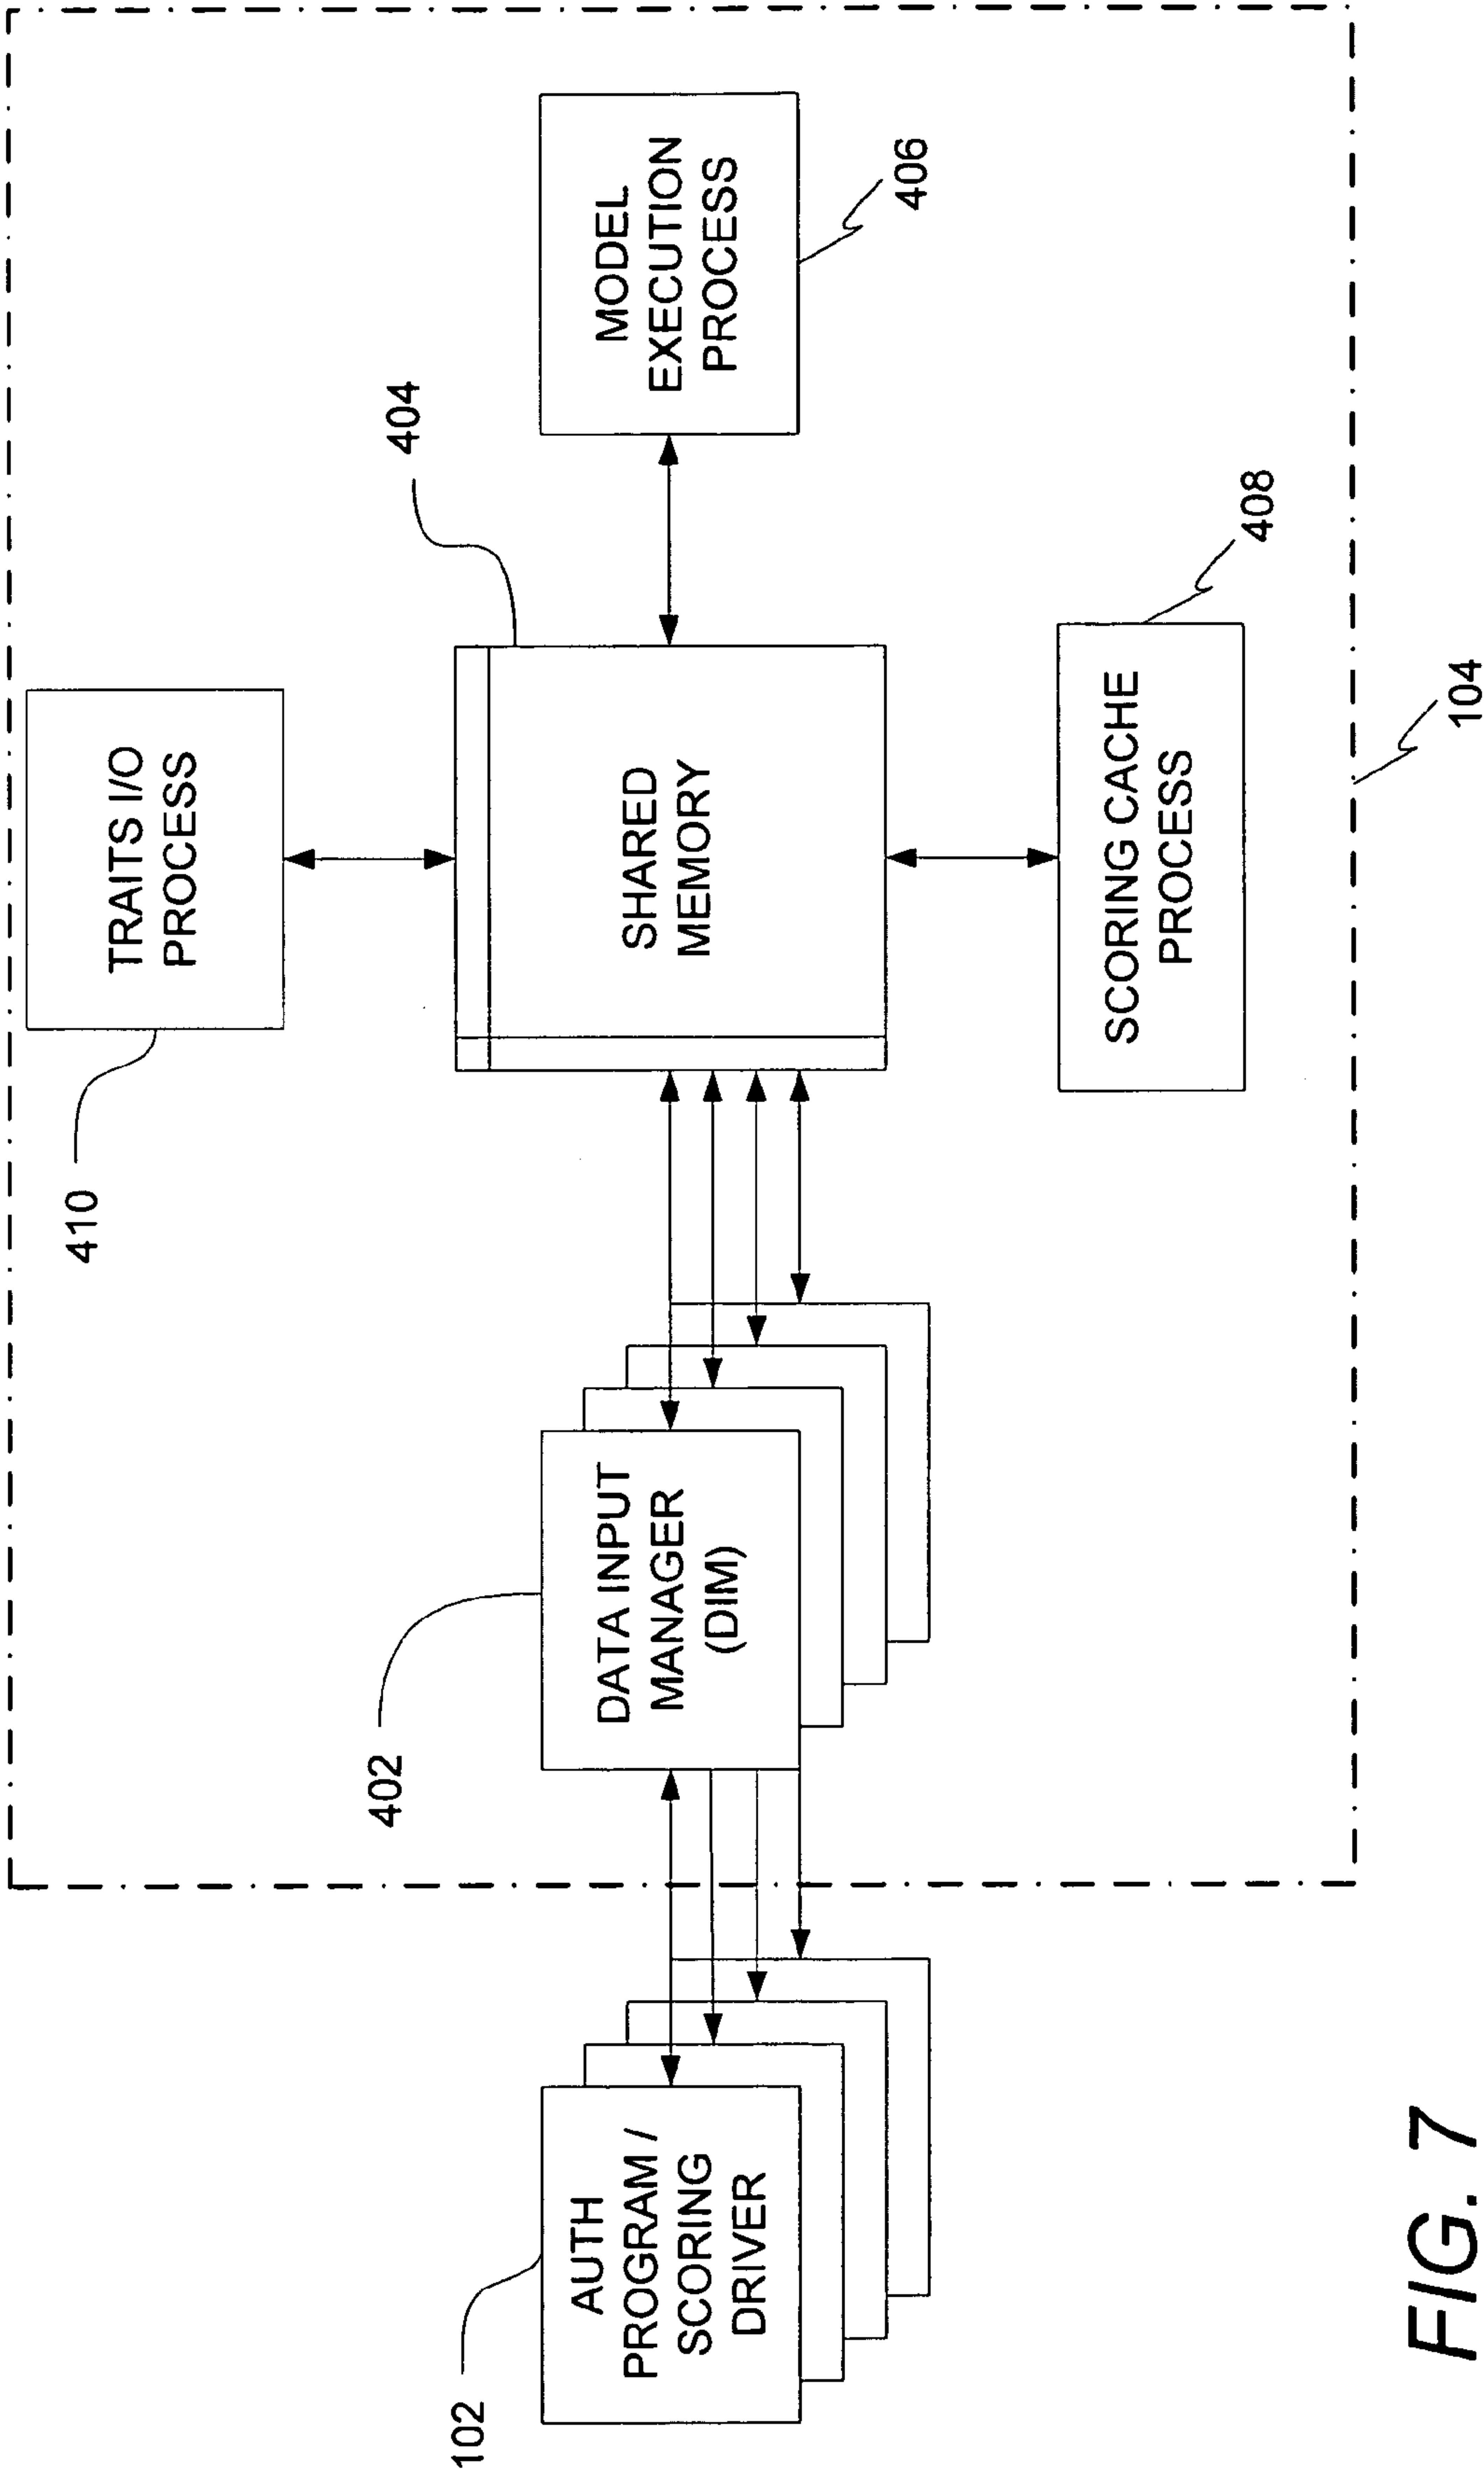 410
TRAITS I/O
PROCESS
404
102
AUTH
PROGRAM /
SCORING
DRIVER
402
DATA INPUT
MANAGER
(DIM)
SHARED
MEMORY
MODEL
EXECUTION
PROCESS
406
SCORING CACHE
PROCESS
408
104
FIG. 7